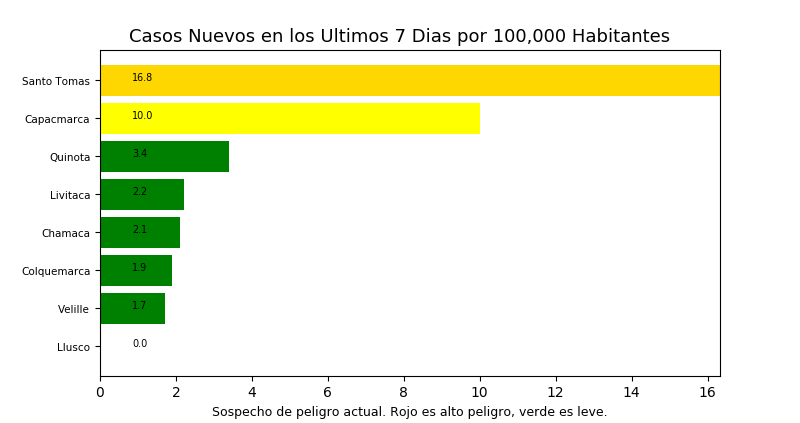 Casos Nuevos en los Ultimos 7 Dias por 100,000 Habitantes
Santo Tomas 16.8
Capacmarca 10.0
Quinota 3.4
Livitaca 2.2
Chamaca 2.1
Colquemarca 1.9
Velille 1.7
Llusco 0.0
0 2 4 6 8 10 12 14 16
Sospecho de peligro actual. Rojo es alto peligro, verde es leve.